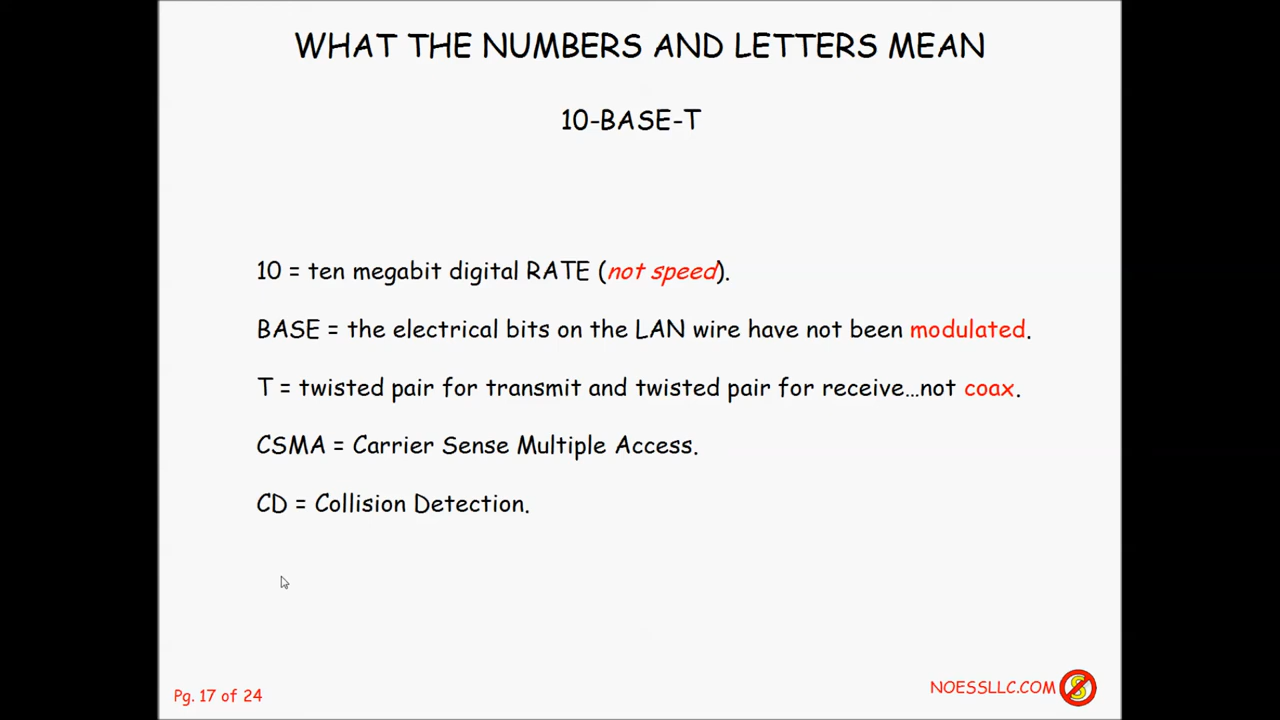 WHAT THE NUMBERS AND LETTERS MEAN
10-BASE-T
10 = ten megabit digital RATE (not speed).
BASE = the electrical bits on the LAN wire have not been modulated.
T = twisted pair for transmit and twisted pair for receive...not coax.
CSMA = Carrier Sense Multiple Access.
CD = Collision Detection.
Pg. 17 of 24
NOESSLLC.COM S